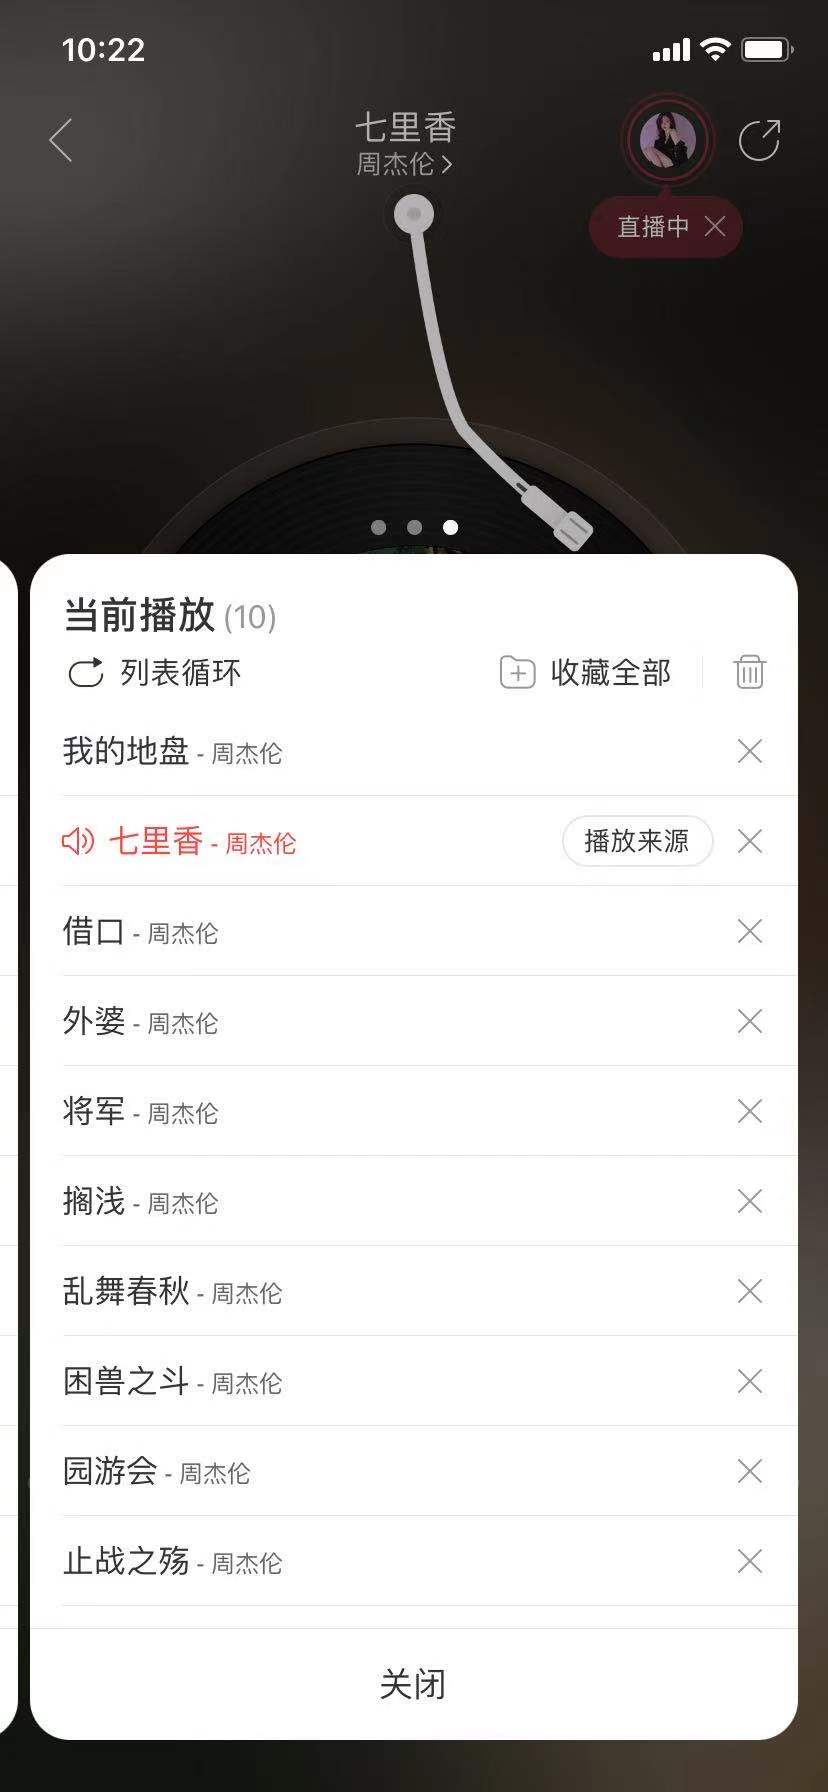 10:22
七里香
周杰伦
直播中
当前播放 (10)
列表循环 收藏全部
我的地盘 - 周杰伦
七里香 - 周杰伦 播放来源
借口 - 周杰伦
外婆 - 周杰伦
将军 - 周杰伦
搁浅 - 周杰伦
乱舞春秋 - 周杰伦
困兽之斗 - 周杰伦
园游会 - 周杰伦
止战之殇 - 周杰伦
关闭